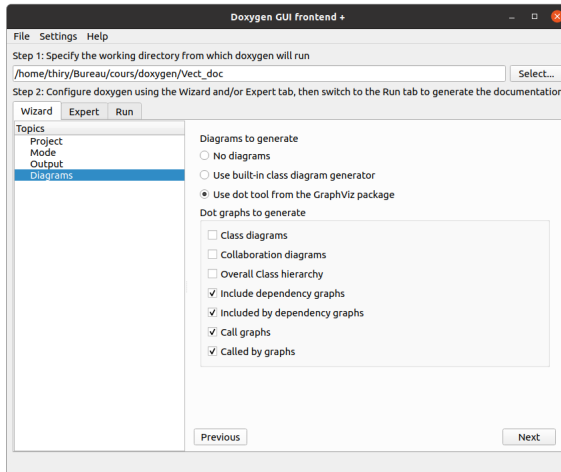 Doxygen GUI frontend +
File Settings Help
Step 1: Specify the working directory from which doxygen will run
/home/thiry/Bureau/cours/doxygen/Vect_doc
Select...
Step 2: Configure doxygen using the Wizard and/or Expert tab, then switch to the Run tab to generate the documentation
Wizard Expert Run
Topics
Project
Mode
Output
Diagrams
Diagrams to generate
No diagrams
Use built-in class diagram generator
Use dot tool from the GraphViz package
Dot graphs to generate
Class diagrams
Collaboration diagrams
Overall Class hierarchy
Include dependency graphs
Included by dependency graphs
Call graphs
Called by graphs
Previous
Next